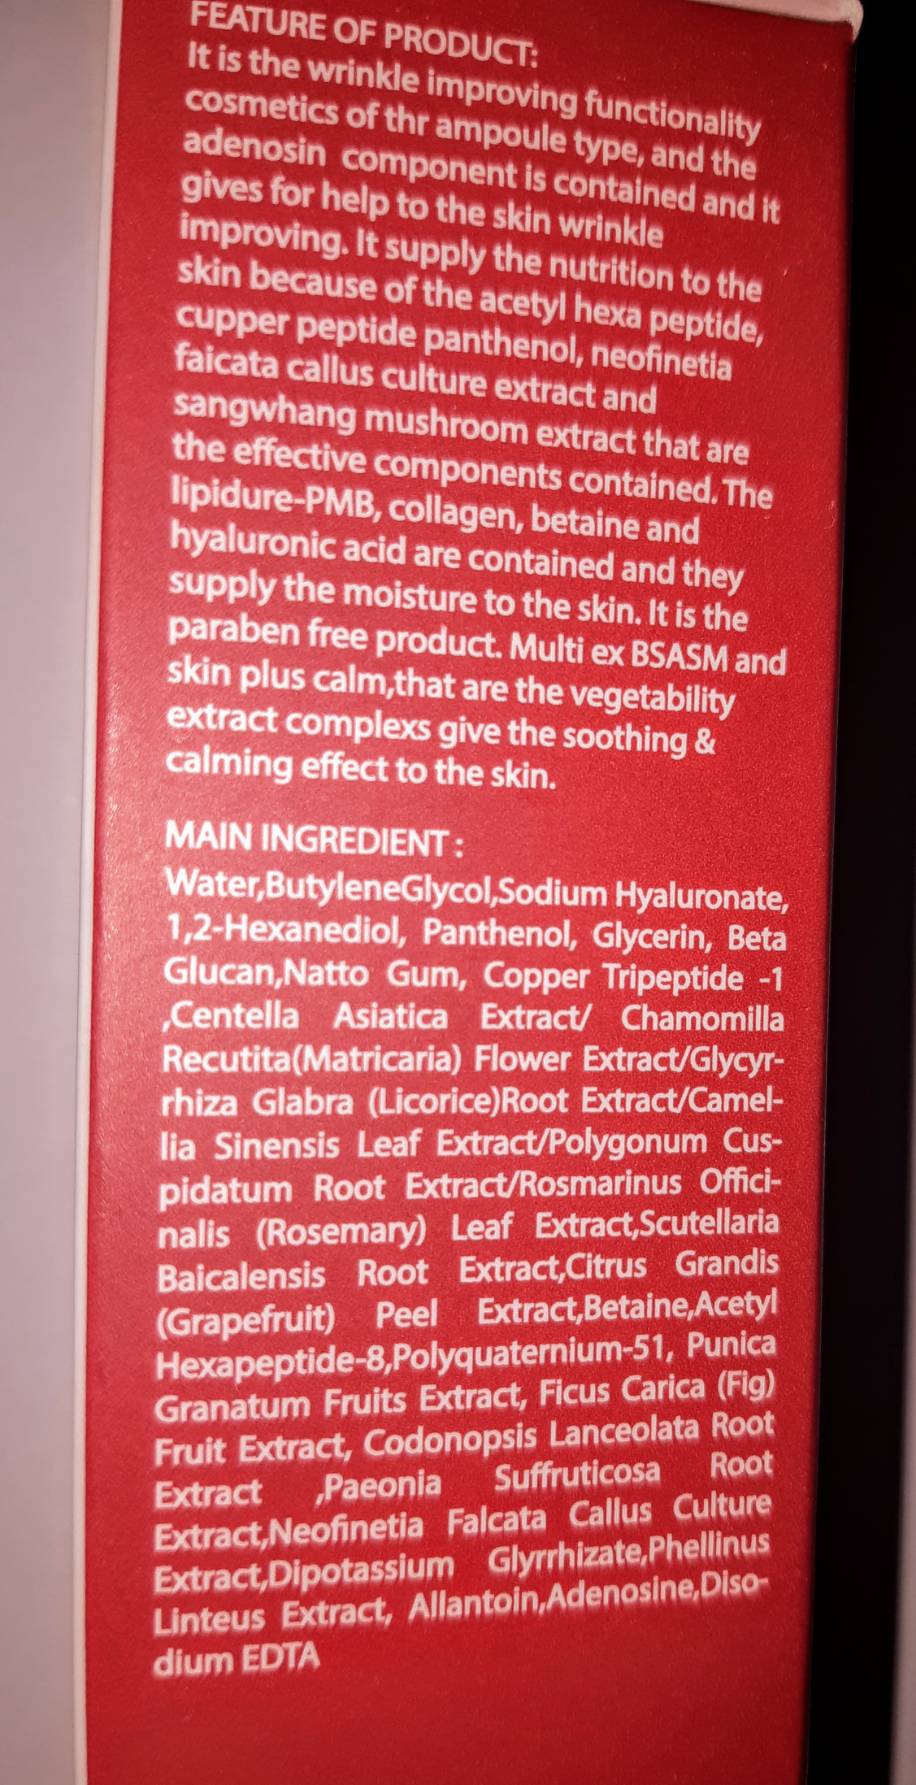 FEATURE OF PRODUCT:
It is the wrinkle improving functionality
cosmetics of thr ampoule type, and the
adenosin component is contained and it
gives for help to the skin wrinkle
improving. It supply the nutrition to the
skin because of the acetyl hexa peptide,
cupper peptide panthenol, neofinetia
faicata callus culture extract and
sangwhang mushroom extract that are
the effective components contained. The
lipidure-PMB, collagen, betaine and
hyaluronic acid are contained and they
supply the moisture to the skin. It is the
paraben free product. Multi ex BSASM and
skin plus calm,that are the vegetability
extract complexs give the soothing &
calming effect to the skin.
MAIN INGREDIENT :
Water,ButyleneGlycol,Sodium Hyaluronate,
1,2-Hexanediol, Panthenol, Glycerin, Beta
Glucan,Natto Gum, Copper Tripeptide -1
,Centella Asiatica Extract/ Chamomilla
Recutita(Matricaria) Flower Extract/Glycyr-
rhiza Glabra (Licorice)Root Extract/Camel-
lia Sinensis Leaf Extract/Polygonum Cus-
pidatum Root Extract/Rosmarinus Offici-
nalis (Rosemary) Leaf Extract,Scutellaria
Baicalensis Root Extract,Citrus Grandis
(Grapefruit) Peel Extract,Betaine,Acetyl
Hexapeptide-8,Polyquaternium-51, Punica
Granatum Fruits Extract, Ficus Carica (Fig)
Fruit Extract, Codonopsis Lanceolata Root
Extract ,Paeonia Suffruticosa Root
Extract,Neofinetia Falcata Callus Culture
Extract,Dipotassium Glyrrhizate,Phellinus
Linteus Extract, Allantoin,Adenosine,Diso-
dium EDTA